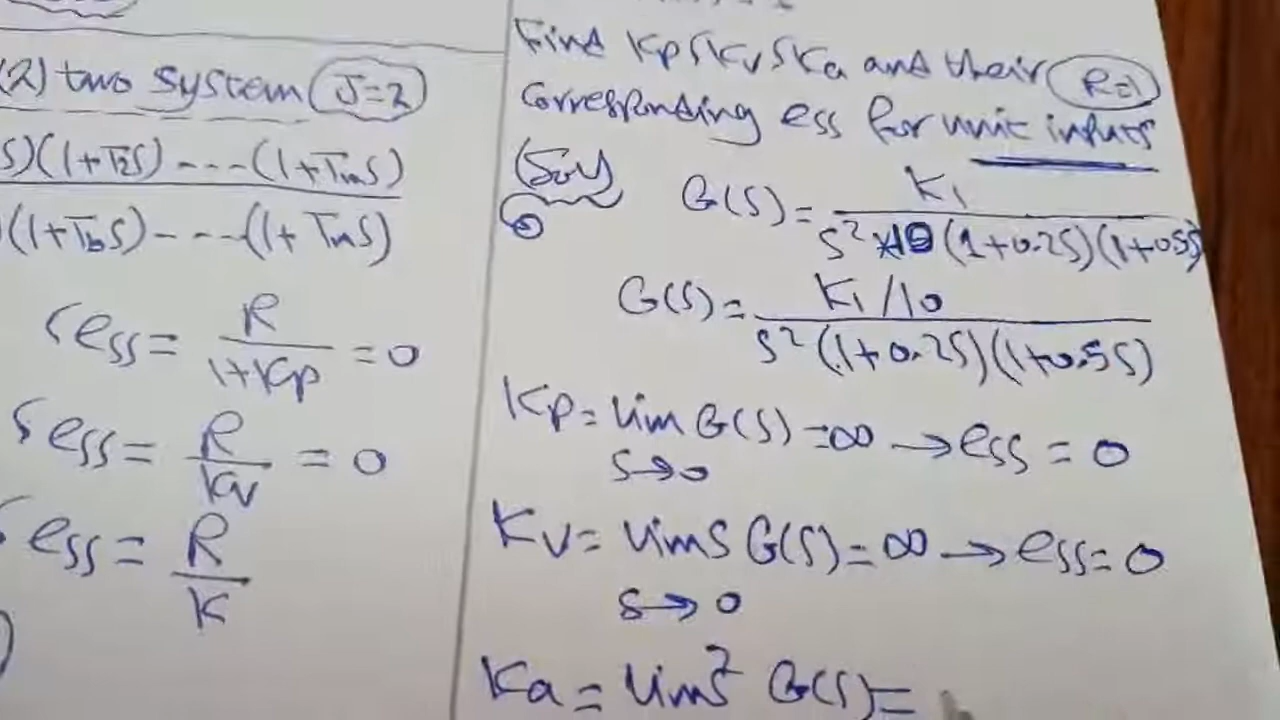 (2) two system (J=2)
S)(1+T2S) ---- (1+TmS)
(1+TbS) ---- (1+TnS)
ess = R / 1+Kp = 0
ess = R / Kv = 0
ess = R / K
Find Kp, Kv, Ka and their (R=1)
Corresponding ess for unit inputs
(Sol)
G(S) = K1 / S² * 10 (1+0.2S)(1+0.5S)
G(S) = K1/10 / S²(1+0.2S)(1+0.5S)
Kp = lim G(S) = ∞ → ess = 0
S→0
Kv = lim S G(S) = ∞ → ess = 0
S→0
Ka = lim S² G(S) =